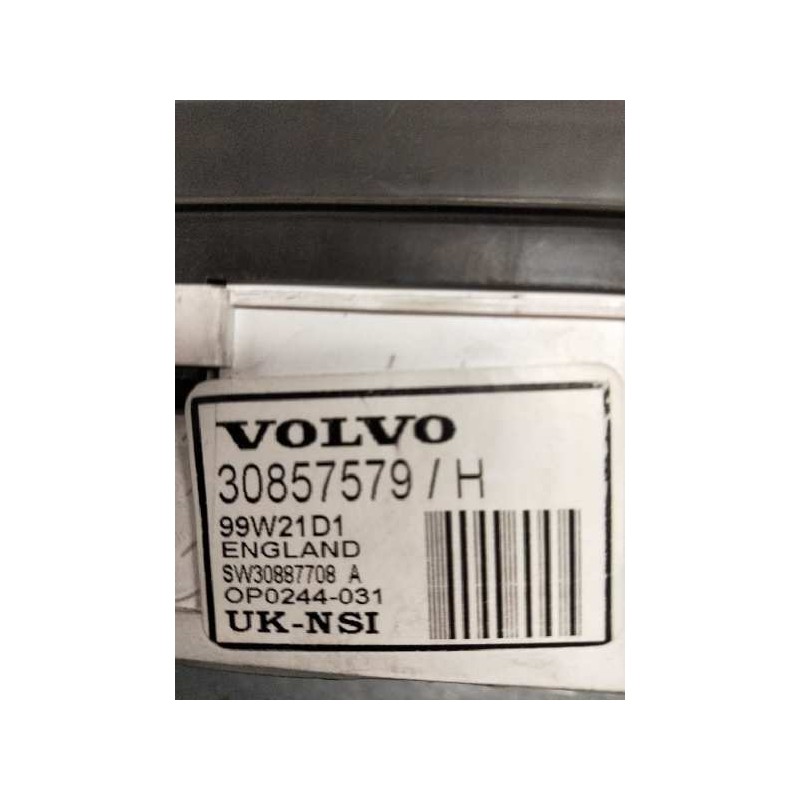 VOLVO
30857579 / H
99W21D1
ENGLAND
SW30887708 A
OP0244-031
UK-NSI